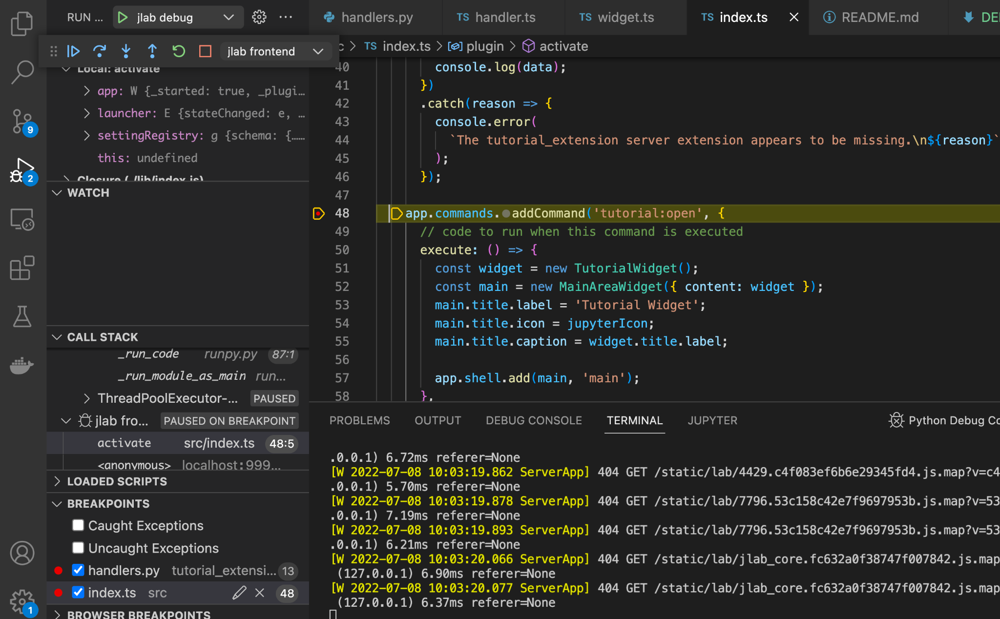 RUN ...
jlab debug
handlers.py
TS handler.ts
TS widget.ts
TS index.ts
README.md
jlab frontend
c > TS index.ts > plugin > activate
Local: activate
app: W {_started: true, _plugi…
launcher: E {stateChanged: e, …
settingRegistry: g {schema: {……
this: undefined
Closure (./lib/index.js)
WATCH
CALL STACK
_run_code runpy.py 87:1
_run_module_as_main run...
ThreadPoolExecutor-... PAUSED
jlab fro... PAUSED ON BREAKPOINT
activate src/index.ts 48:5
<anonymous> localhost:999...
LOADED SCRIPTS
BREAKPOINTS
Caught Exceptions
Uncaught Exceptions
handlers.py tutorial_extensi... 13
index.ts src 48
BROWSER BREAKPOINTS
9
2
1
40 console.log(data);
41 })
42 .catch(reason => {
43 console.error(
44 `The tutorial_extension server extension appears to be missing.\n${reason}`
45 );
46 });
47
48 app.commands.addCommand('tutorial:open', {
49 // code to run when this command is executed
50 execute: () => {
51 const widget = new TutorialWidget();
52 const main = new MainAreaWidget({ content: widget });
53 main.title.label = 'Tutorial Widget';
54 main.title.icon = jupyterIcon;
55 main.title.caption = widget.title.label;
56
57 app.shell.add(main, 'main');
58 },
PROBLEMS OUTPUT DEBUG CONSOLE TERMINAL JUPYTER
Python Debug Co
.0.0.1) 6.72ms referer=None
[W 2022-07-08 10:03:19.862 ServerApp] 404 GET /static/lab/4429.c4f083ef6b6e29345fd4.js.map?v=c4
.0.0.1) 5.70ms referer=None
[W 2022-07-08 10:03:19.878 ServerApp] 404 GET /static/lab/7796.53c158c42e7f9697953b.js.map?v=53
.0.0.1) 7.19ms referer=None
[W 2022-07-08 10:03:19.893 ServerApp] 404 GET /static/lab/7796.53c158c42e7f9697953b.js.map?v=53
.0.0.1) 6.21ms referer=None
[W 2022-07-08 10:03:20.066 ServerApp] 404 GET /static/lab/jlab_core.fc632a0f38747f007842.js.map
(127.0.0.1) 6.90ms referer=None
[W 2022-07-08 10:03:20.077 ServerApp] 404 GET /static/lab/jlab_core.fc632a0f38747f007842.js.map
(127.0.0.1) 6.37ms referer=None